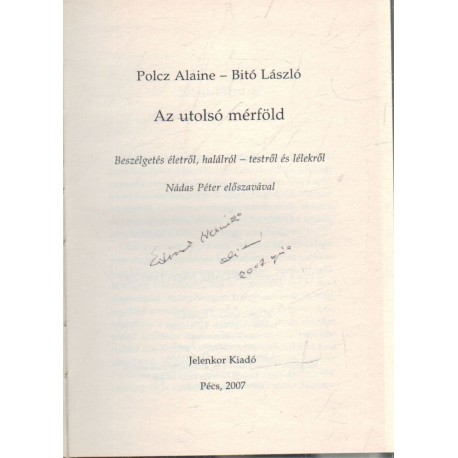 Polcz Alaine – Bitó László
Az utolsó mérföld
Beszélgetés életről, halálról – testről és lélekről
Nádas Péter előszavával
2007
Jelenkor Kiadó
Pécs, 2007